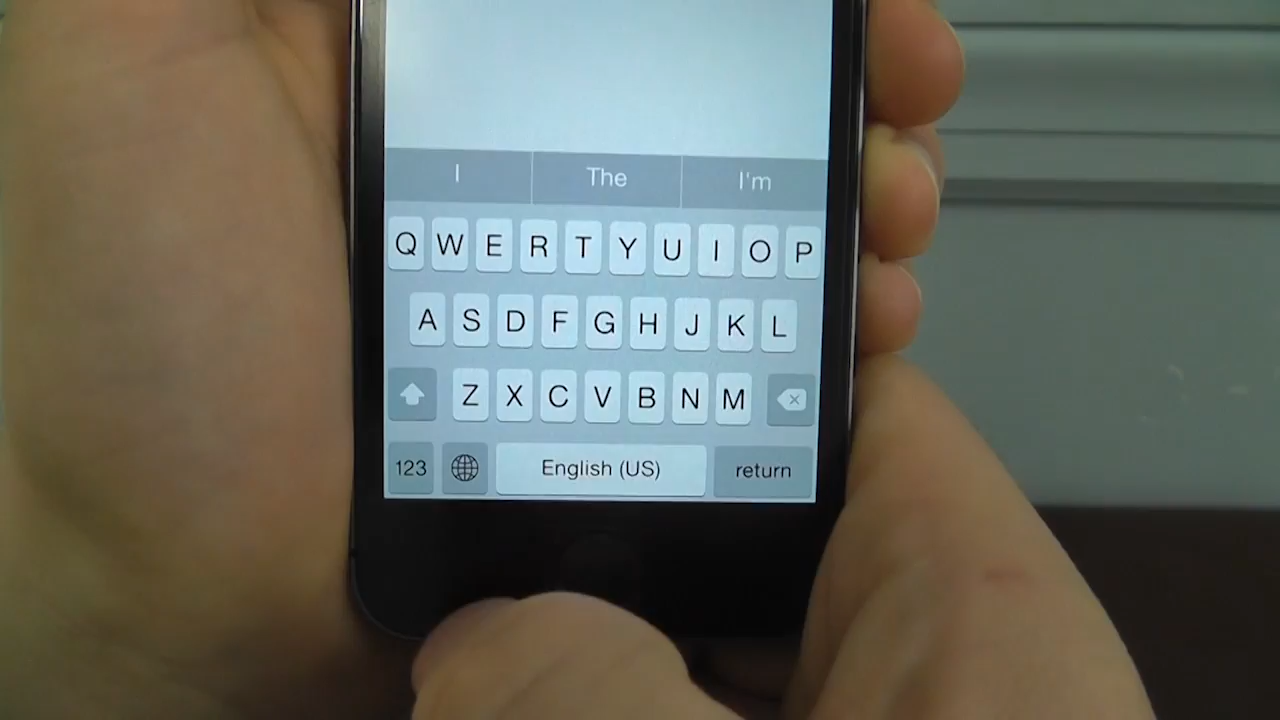 I The I'm
Q W E R T Y U I O P
A S D F G H J K L
Z X C V B N M
123 English (US) return